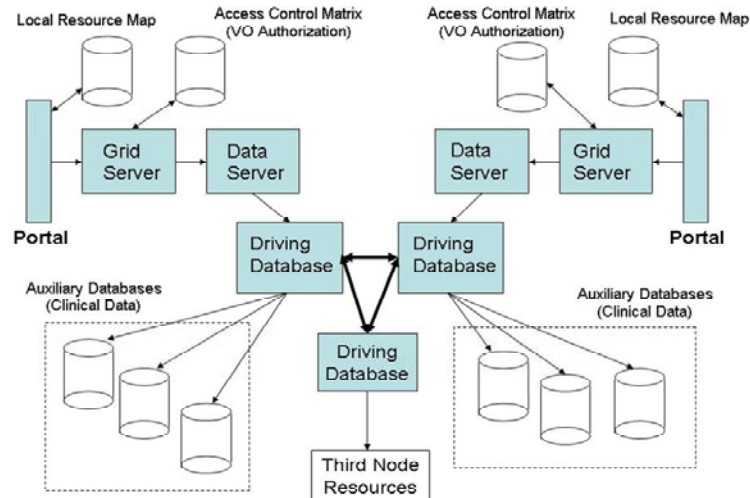 Local Resource Map
Access Control Matrix
(VO Authorization)
Access Control Matrix
(VO Authorization)
Local Resource Map
Grid
Server
Data
Server
Data
Server
Grid
Server
Portal
Portal
Driving
Database
Driving
Database
Auxiliary Databases
(Clinical Data)
Auxiliary Databases
(Clinical Data)
Driving
Database
Third Node
Resources